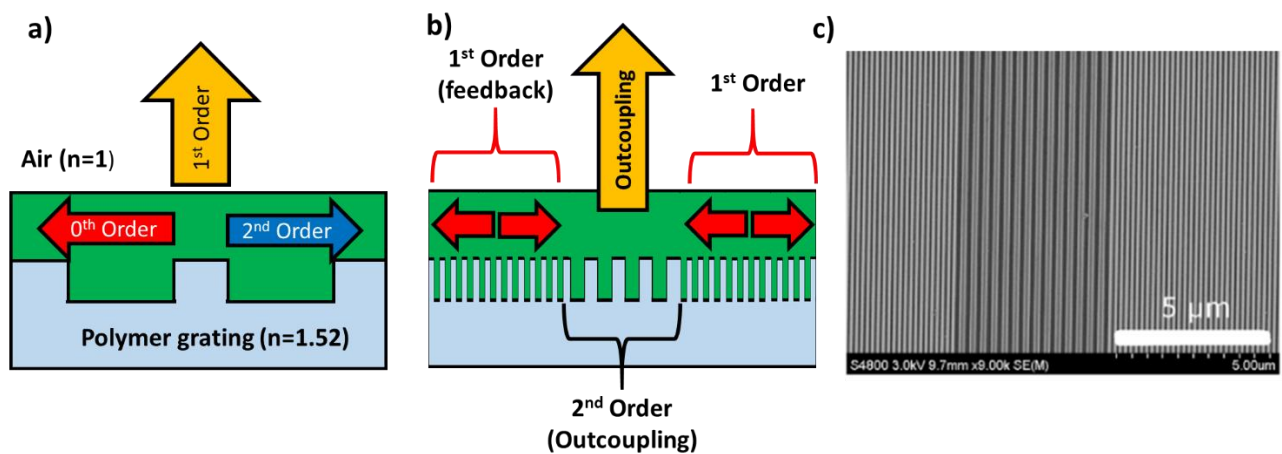 a)
1st Order
Air (n=1)
0th Order
2nd Order
Polymer grating (n=1.52)
b)
1st Order
(feedback)
Outcoupling
1st Order
2nd Order
(Outcoupling)
c)
5 μm
S4800 3.0kV 9.7mm x9.00k SE(M)
5.00um